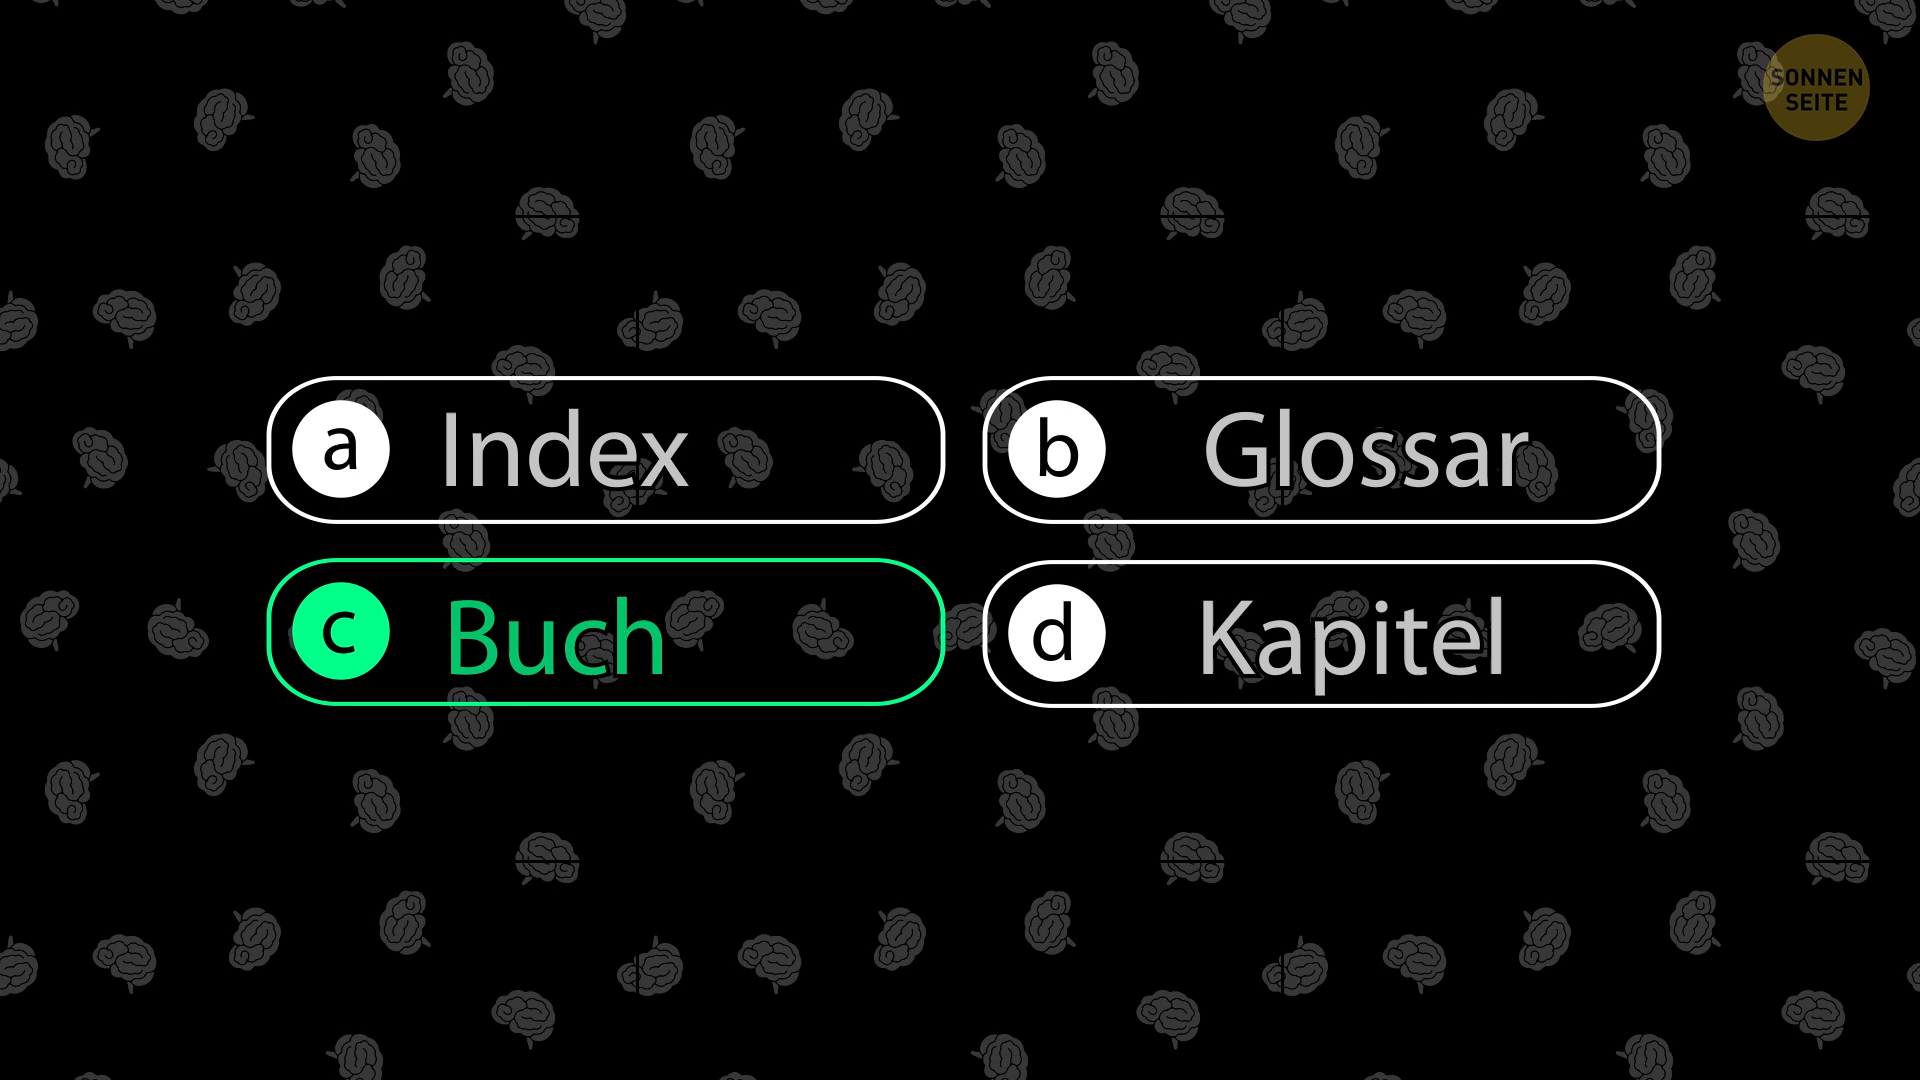 SONNEN
SEITE
a Index
b Glossar
c Buch
d Kapitel